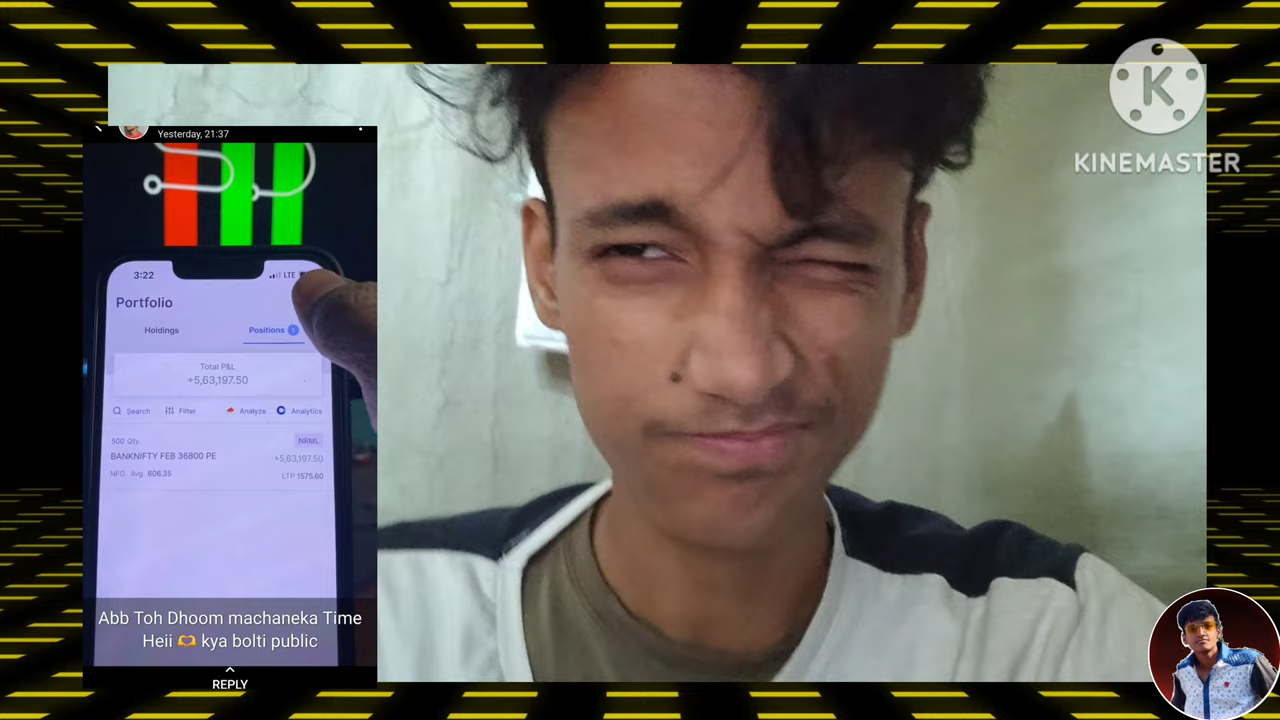 KINEMASTER
Yesterday, 21:37
3:22
LTE
Portfolio
Holdings
Positions 1
Total P&L
+5,63,197.50
Search Filter Analyze Analytics
500 Qty.
NRML
BANKNIFTY FEB 36800 PE
+5,63,197.50
NFO Avg. 606.35
LTP 1575.60
Abb Toh Dhoom machaneka Time
Heii 🫶 kya bolti public
REPLY